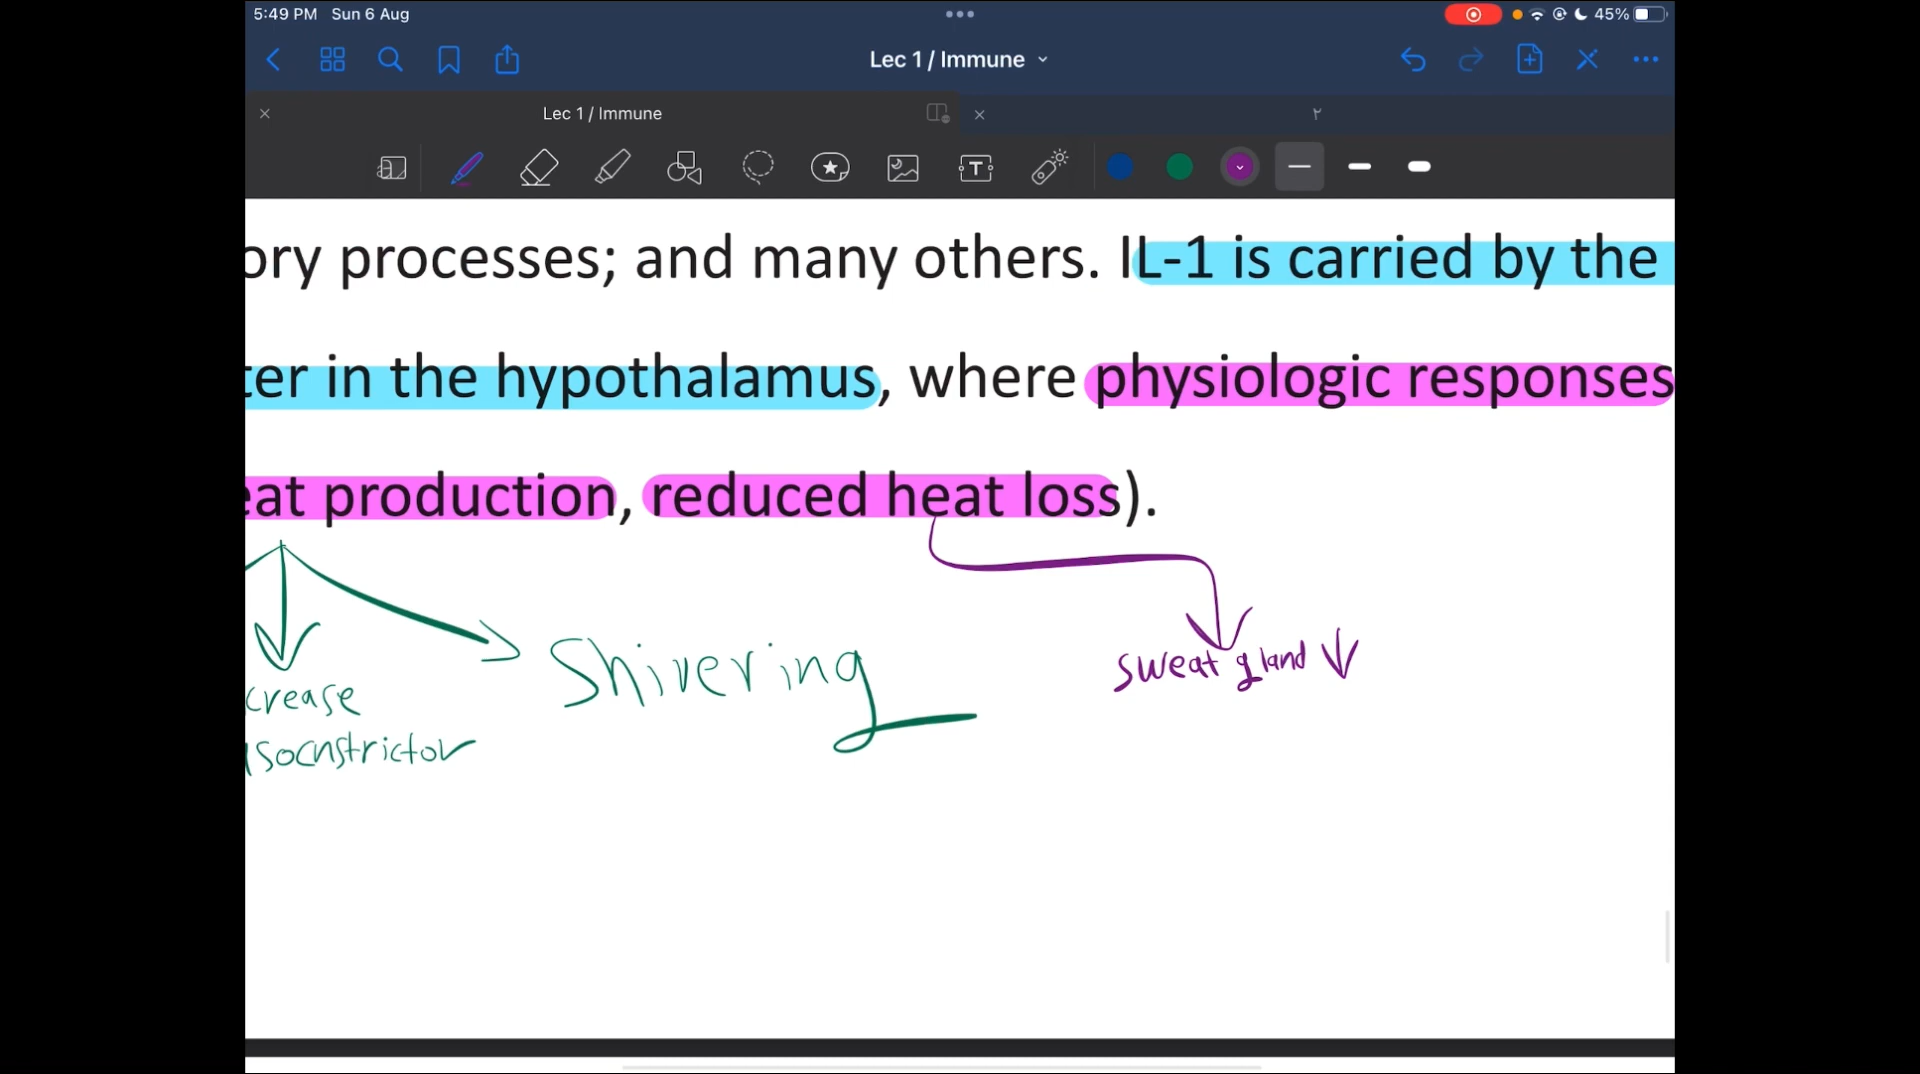 5:49 PM Sun 6 Aug
45%
Lec 1 / Immune
Lec 1 / Immune
٢
ory processes; and many others. IL-1 is carried by the
ter in the hypothalamus, where physiologic responses
eat production, reduced heat loss).
Shivering
sweat gland ↓
crease
socnstrictor